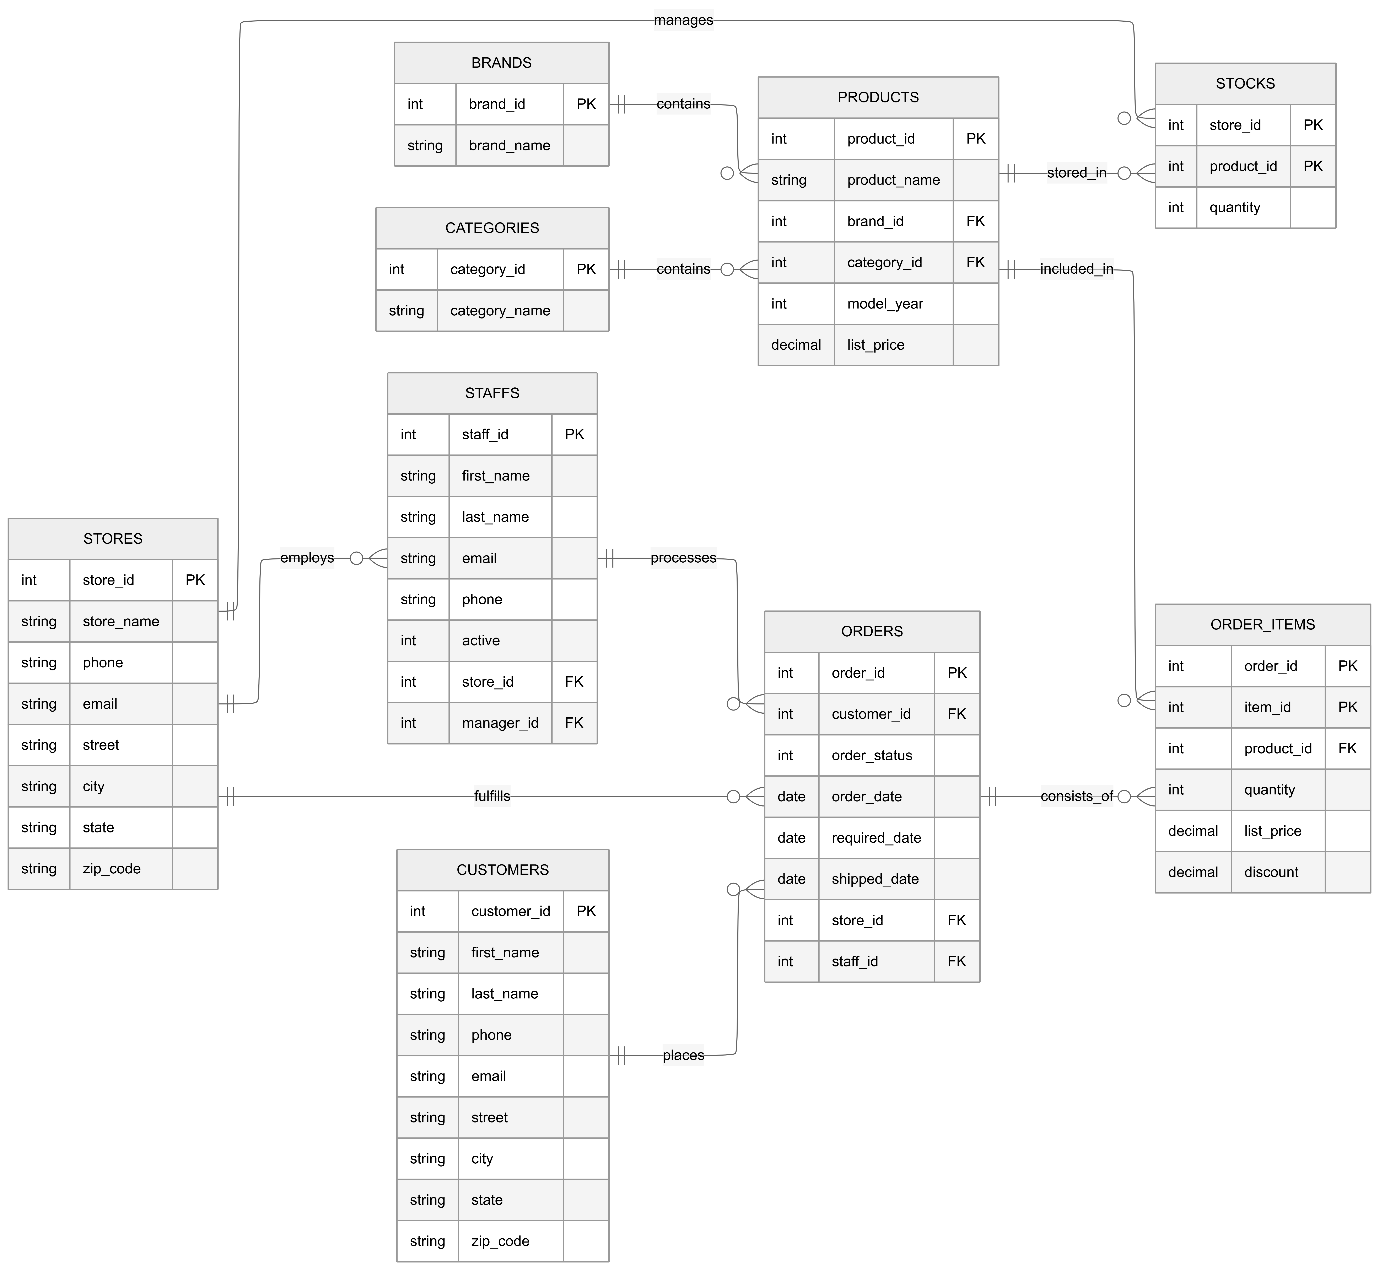 manages
BRANDS
int brand_id PK
string brand_name
contains
PRODUCTS
int product_id PK
string product_name
int brand_id FK
int category_id FK
int model_year
decimal list_price
STOCKS
int store_id PK
int product_id PK
int quantity
stored_in
CATEGORIES
int category_id PK
string category_name
contains
included_in
STAFFS
int staff_id PK
string first_name
string last_name
string email
string phone
int active
int store_id FK
int manager_id FK
STORES
int store_id PK
string store_name
string phone
string email
string street
string city
string state
string zip_code
employs
processes
ORDERS
int order_id PK
int customer_id FK
int order_status
date order_date
date required_date
date shipped_date
int store_id FK
int staff_id FK
ORDER_ITEMS
int order_id PK
int item_id PK
int product_id FK
int quantity
decimal list_price
decimal discount
fulfills
consists_of
CUSTOMERS
int customer_id PK
string first_name
string last_name
string phone
string email
string street
string city
string state
string zip_code
places